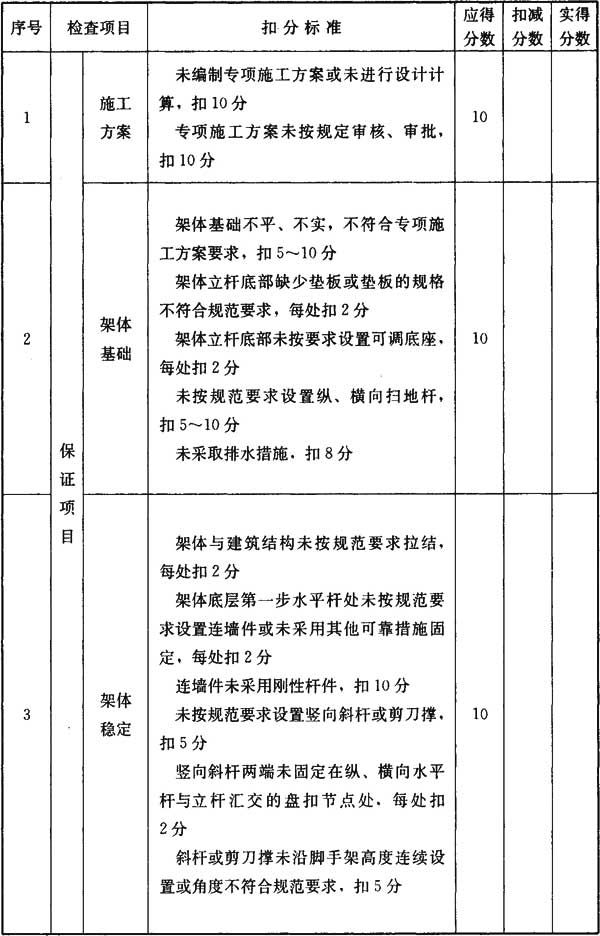 序号 检查项目 扣分标准 应得分数 扣减分数 实得分数
1
保证项目
施工
方案
未编制专项施工方案或未进行设计计
算，扣10分
专项施工方案未按规定审核、审批，
扣10分
10
2
架体
基础
架体基础不平、不实，不符合专项施
工方案要求，扣5～10分
架体立杆底部缺少垫板或垫板的规格
不符合规范要求，每处扣2分
架体立杆底部未按要求设置可调底座，
每处扣2分
未按规范要求设置纵、横向扫地杆，
扣5～10分
未采取排水措施，扣8分
10
3
架体
稳定
架体与建筑结构未按规范要求拉结，
每处扣2分
架体底层第一步水平杆处未按规范要
求设置连墙件或未采用其他可靠措施固
定，每处扣2分
连墙件未采用刚性杆件，扣10分
未按规范要求设置竖向斜杆或剪刀撑，
扣5分
竖向斜杆两端未固定在纵、横向水平
杆与立杆汇交的盘扣节点处，每处扣
2分
斜杆或剪刀撑未沿脚手架高度连续设
置或角度不符合规范要求，扣5分
10